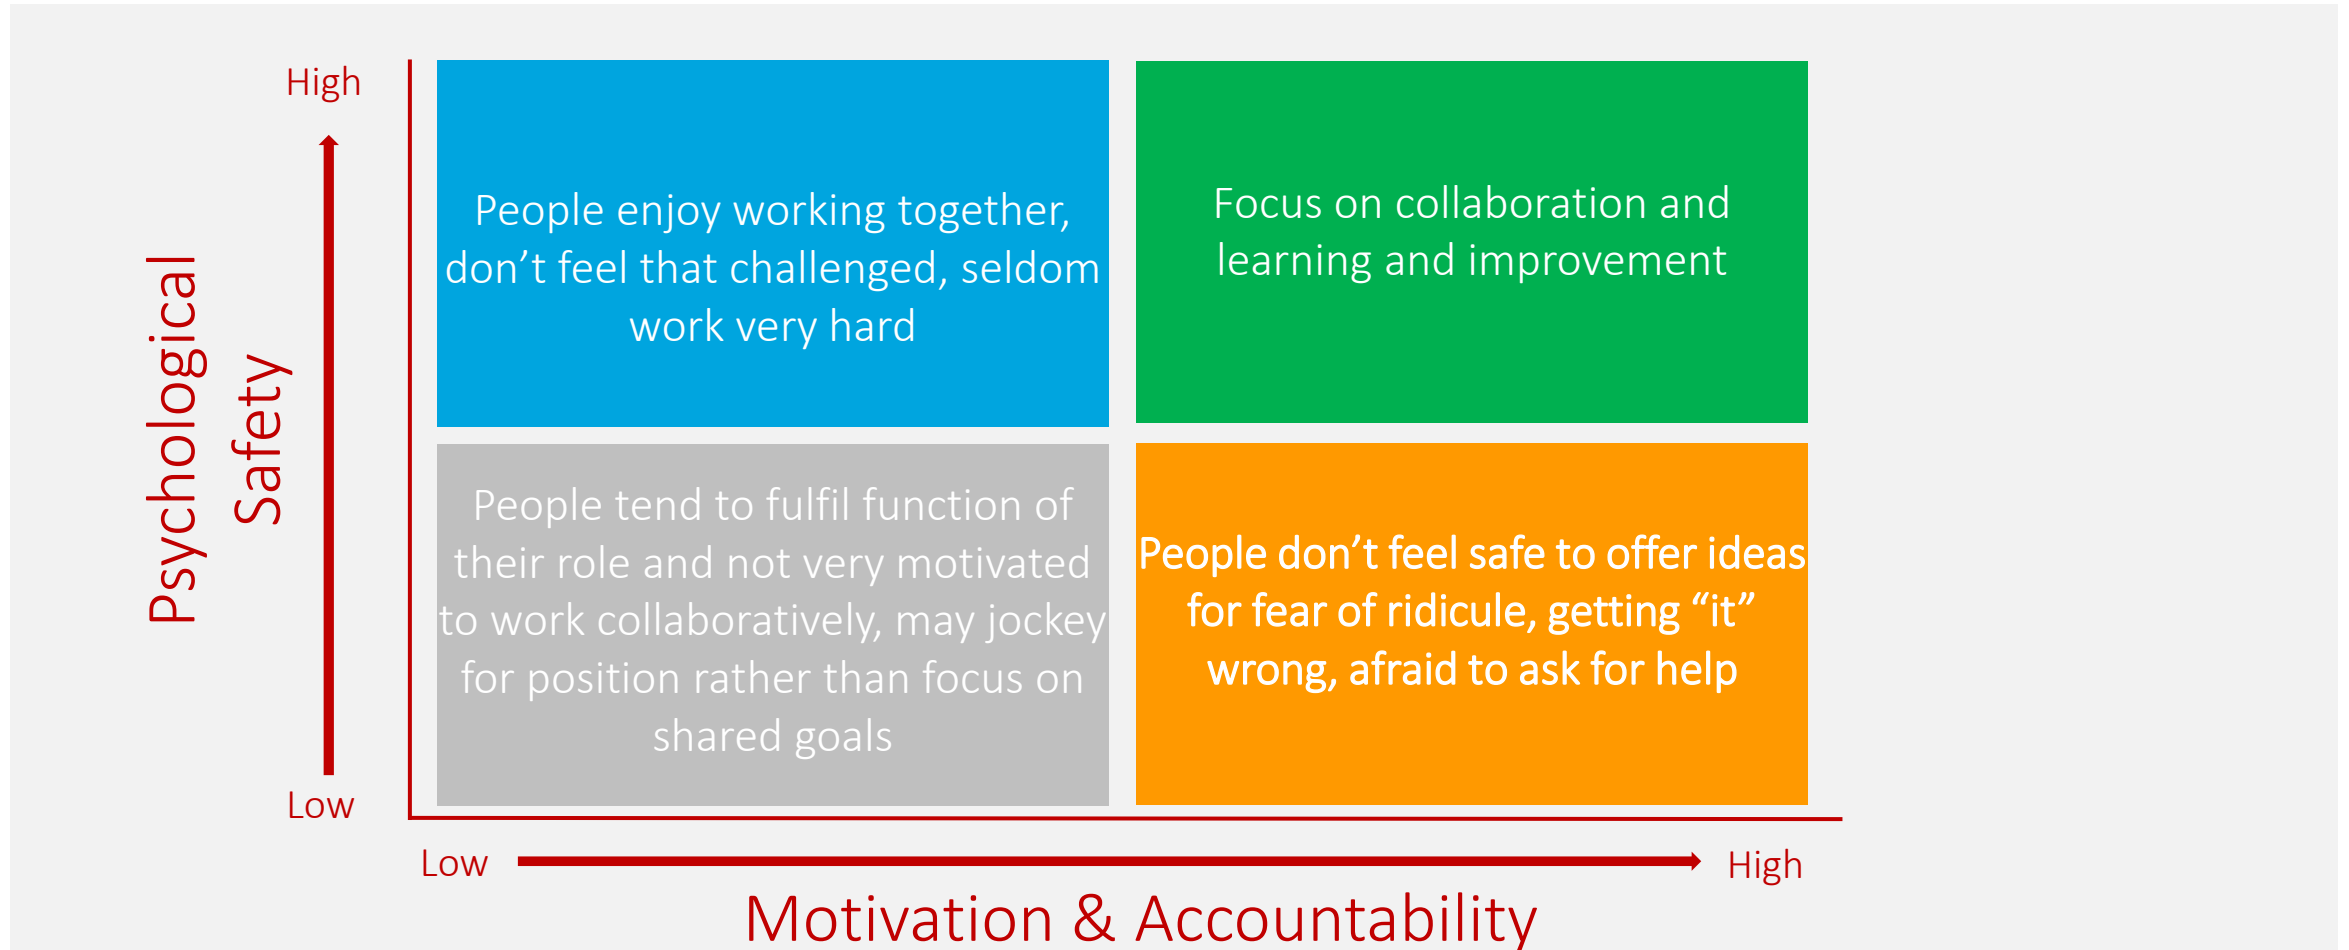 High
Psychological
Safety
Low
People enjoy working together,
don’t feel that challenged, seldom
work very hard
Focus on collaboration and
learning and improvement
People tend to fulfil function of
their role and not very motivated
to work collaboratively, may jockey
for position rather than focus on
shared goals
People don’t feel safe to offer ideas
for fear of ridicule, getting “it”
wrong, afraid to ask for help
Low
High
Motivation & Accountability